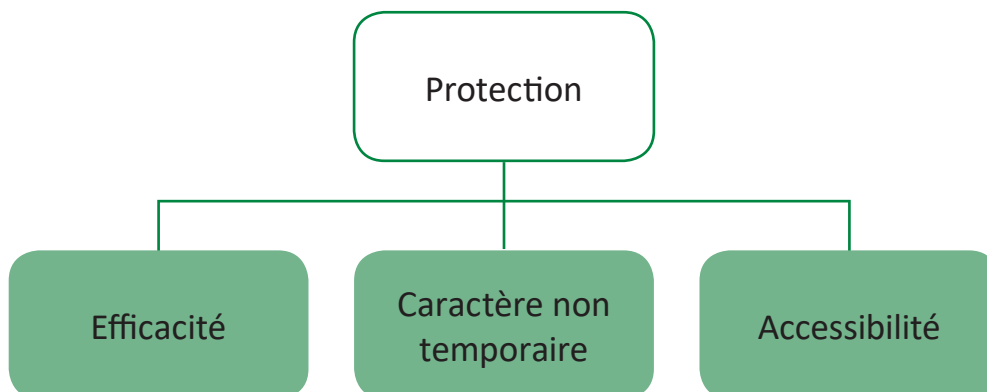 Protection
Efficacité
Caractère non
temporaire
Accessibilité